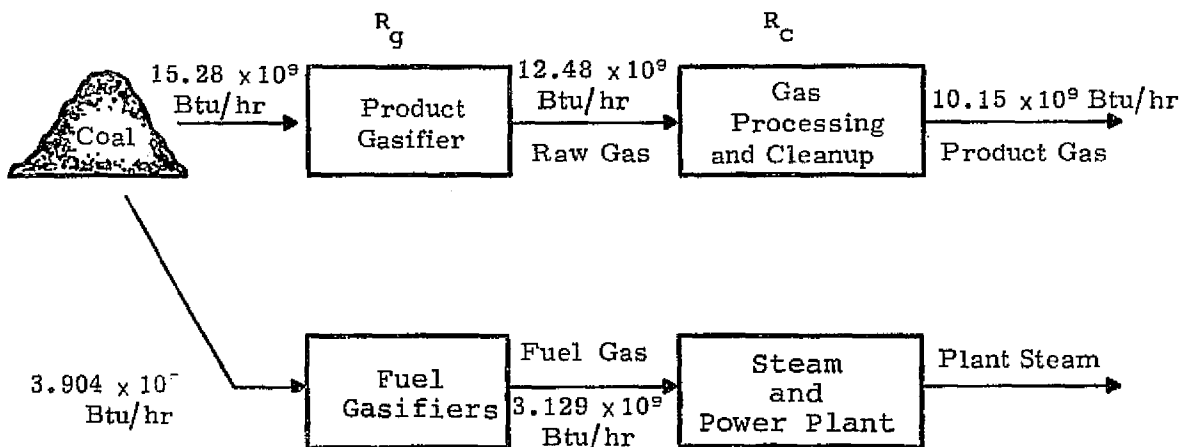 R_g
R_c
15.28 × 10⁹
Btu/hr
Coal
Product
Gasifier
12.48 × 10⁹
Btu/hr
Raw Gas
Gas
Processing
and Cleanup
10.15 × 10⁹ Btu/hr
Product Gas
3.904 × 10
Btu/hr
Fuel
Gasifiers
Fuel Gas
3.129 × 10⁹
Btu/hr
Steam
and
Power Plant
Plant Steam